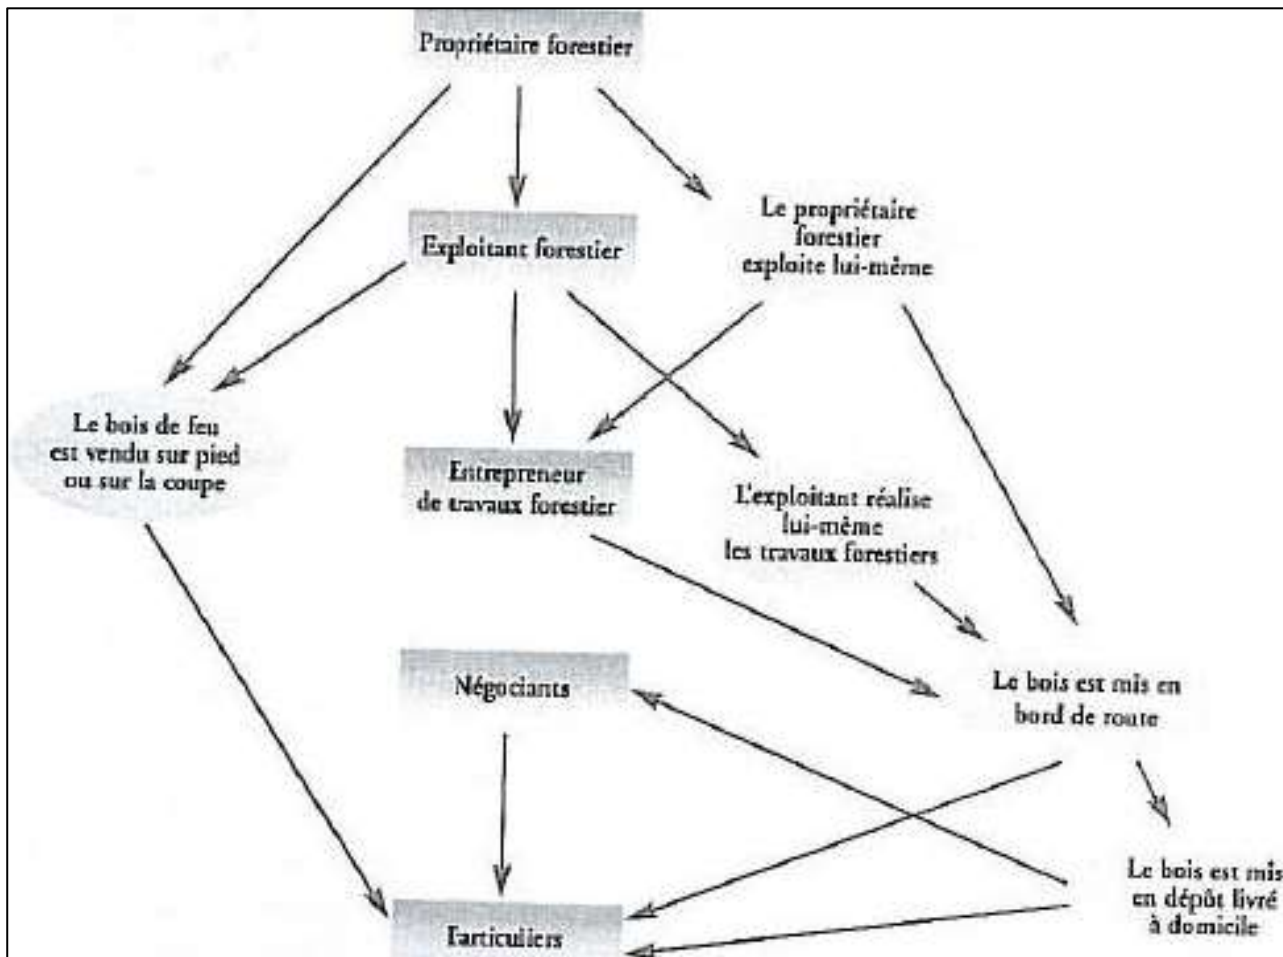 Propriétaire forestier
Exploitant forestier
Le propriétaire
forestier
exploite lui-même
Le bois de feu
est vendu sur pied
ou sur la coupe
Entrepreneur
de travaux forestier
L'exploitant réalise
lui-même
les travaux forestiers
Négociants
Le bois est mis en
bord de route
Le bois est mis
en dépôt livré
à domicile
Particuliers